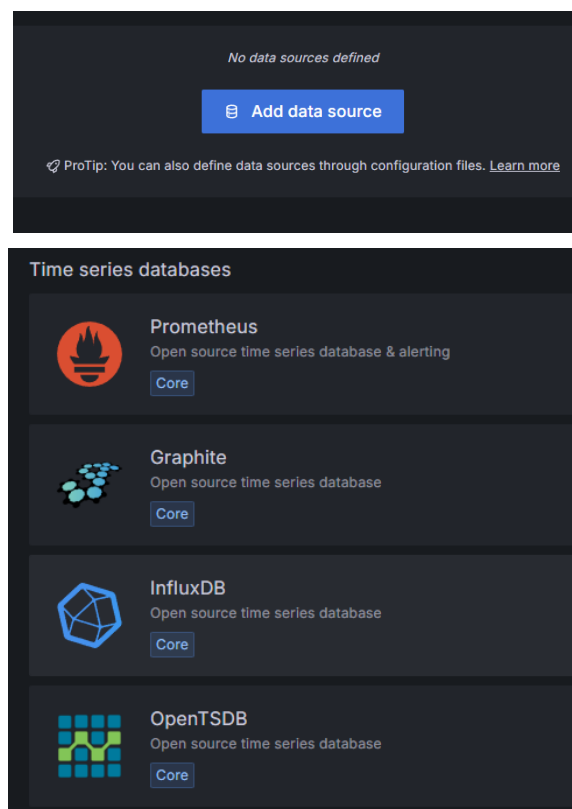 No data sources defined
Add data source
ProTip: You can also define data sources through configuration files. Learn more
Time series databases
Prometheus
Open source time series database & alerting
Core
Graphite
Open source time series database
Core
InfluxDB
Open source time series database
Core
OpenTSDB
Open source time series database
Core